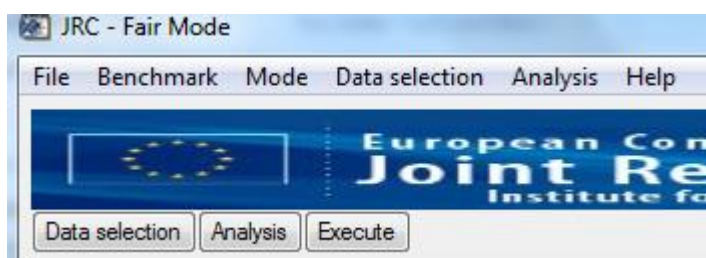 JRC - Fair Mode
File Benchmark Mode Data selection Analysis Help
European Com
Joint Re
Institute fo
Data selection Analysis Execute